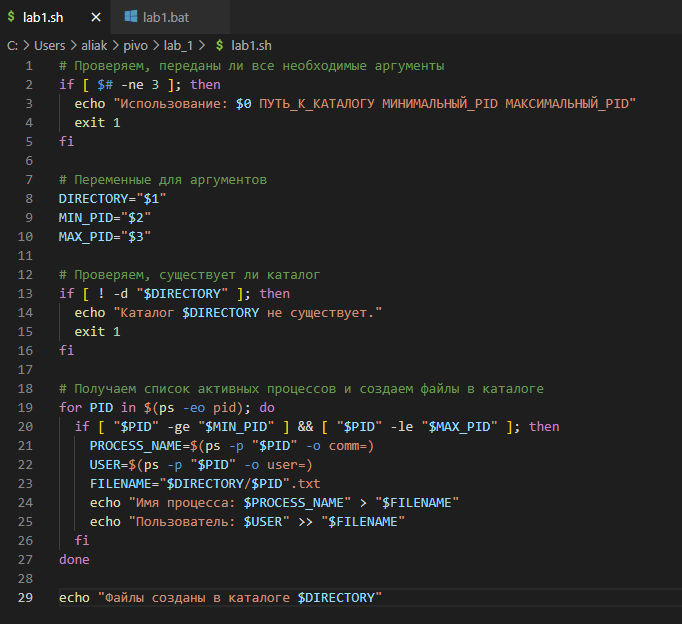 lab1.sh
lab1.bat
C: > Users > aliak > pivo > lab_1 > $ lab1.sh
1 # Проверяем, переданы ли все необходимые аргументы
2 if [ $# -ne 3 ]; then
3   echo "Использование: $0 ПУТЬ_К_КАТАЛОГУ МИНИМАЛЬНЫЙ_PID МАКСИМАЛЬНЫЙ_PID"
4   exit 1
5 fi
6
7 # Переменные для аргументов
8 DIRECTORY="$1"
9 MIN_PID="$2"
10 MAX_PID="$3"
11
12 # Проверяем, существует ли каталог
13 if [ ! -d "$DIRECTORY" ]; then
14   echo "Каталог $DIRECTORY не существует."
15   exit 1
16 fi
17
18 # Получаем список активных процессов и создаем файлы в каталоге
19 for PID in $(ps -eo pid); do
20   if [ "$PID" -ge "$MIN_PID" ] && [ "$PID" -le "$MAX_PID" ]; then
21     PROCESS_NAME=$(ps -p "$PID" -o comm=)
22     USER=$(ps -p "$PID" -o user=)
23     FILENAME="$DIRECTORY/$PID".txt
24     echo "Имя процесса: $PROCESS_NAME" > "$FILENAME"
25     echo "Пользователь: $USER" >> "$FILENAME"
26   fi
27 done
28
29 echo "Файлы созданы в каталоге $DIRECTORY"